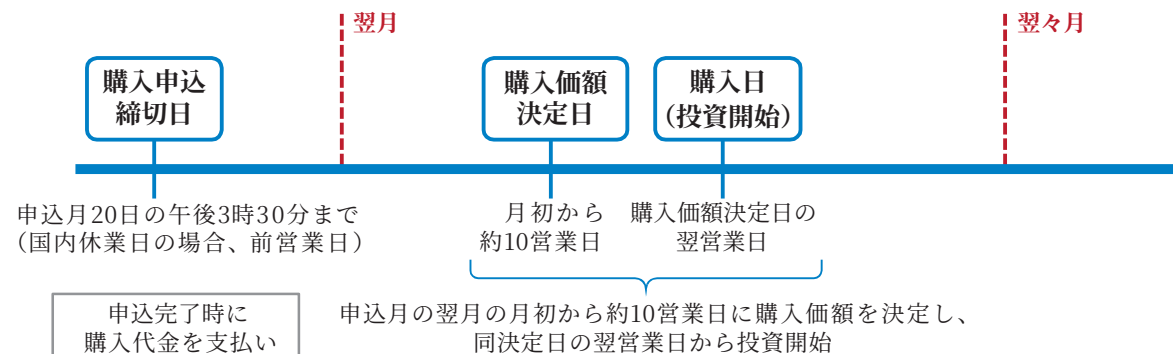 翌月
翌々月
購入申込
締切日
購入価額
決定日
購入日
(投資開始)
申込月20日の午後3時30分まで
(国内休業日の場合、前営業日)
月初から
約10営業日
購入価額決定日の
翌営業日
申込完了時に
購入代金を支払い
申込月の翌月の月初から約10営業日に購入価額を決定し、
同決定日の翌営業日から投資開始